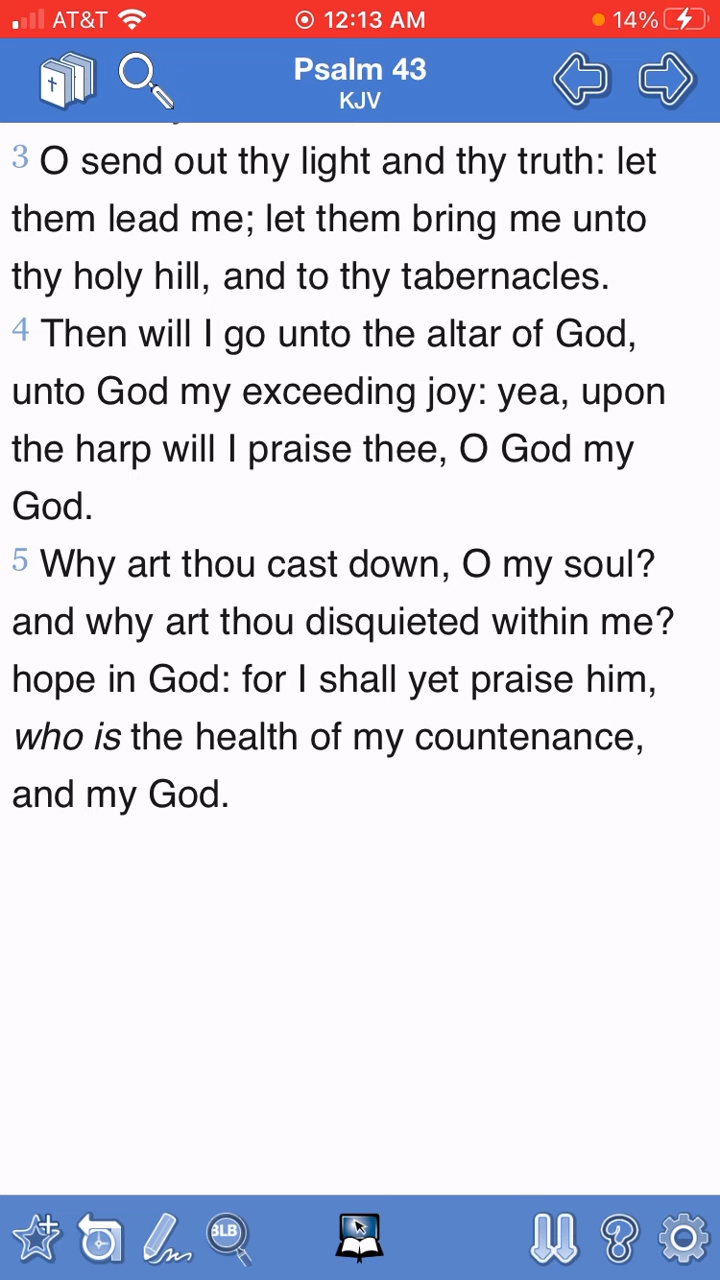 AT&T 12:13 AM 14%
Psalm 43
KJV
3 O send out thy light and thy truth: let
them lead me; let them bring me unto
thy holy hill, and to thy tabernacles.
4 Then will I go unto the altar of God,
unto God my exceeding joy: yea, upon
the harp will I praise thee, O God my
God.
5 Why art thou cast down, O my soul?
and why art thou disquieted within me?
hope in God: for I shall yet praise him,
who is the health of my countenance,
and my God.
BLB